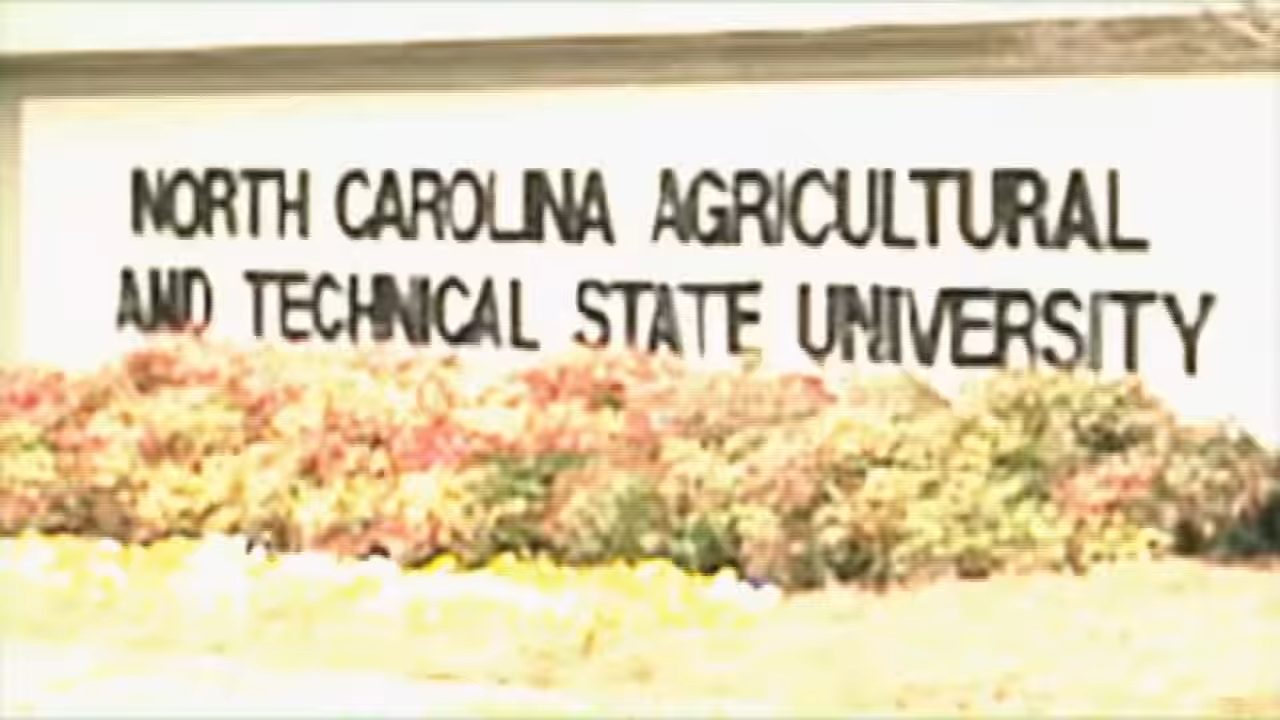 NORTH CAROLINA AGRICULTURAL
AND TECHNICAL STATE UNIVERSITY